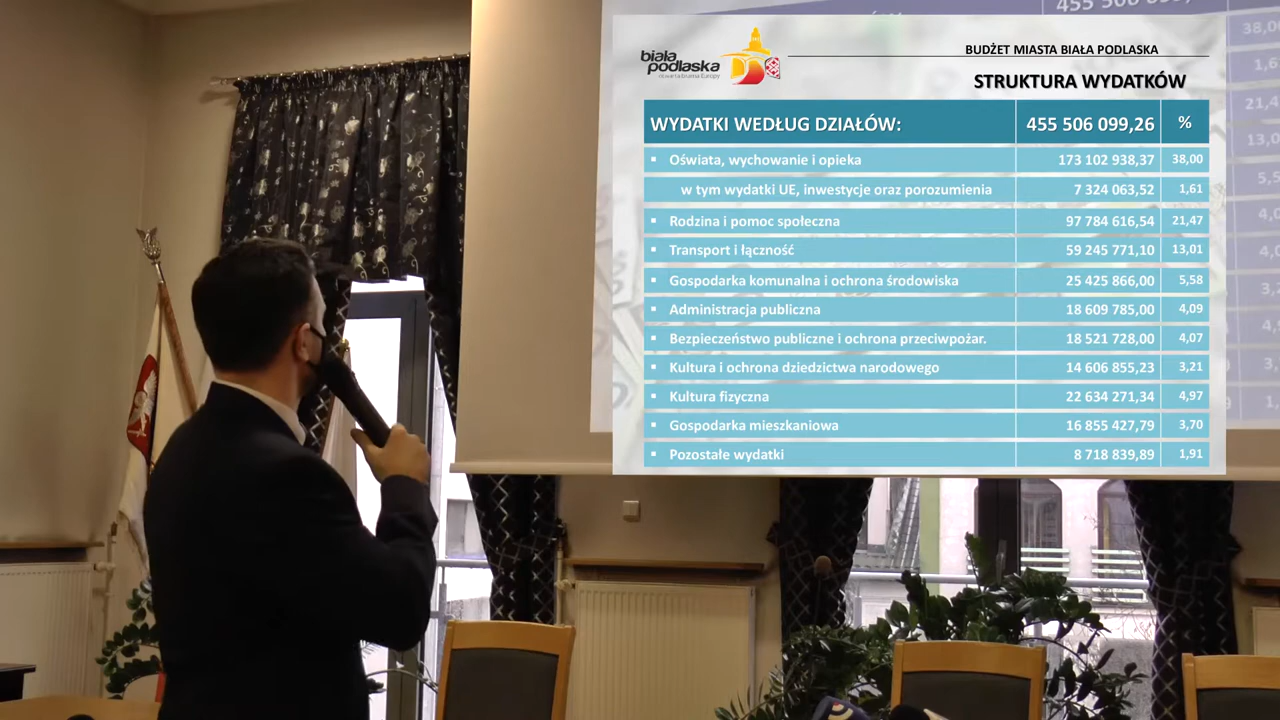 455 506 099,
biała
podlaska
otwarta brama Europy
BUDŻET MIASTA BIAŁA PODLASKA
STRUKTURA WYDATKÓW
WYDATKI WEDŁUG DZIAŁÓW: 455 506 099,26 %
▪ Oświata, wychowanie i opieka 173 102 938,37 38,00
w tym wydatki UE, inwestycje oraz porozumienia 7 324 063,52 1,61
▪ Rodzina i pomoc społeczna 97 784 616,54 21,47
▪ Transport i łączność 59 245 771,10 13,01
▪ Gospodarka komunalna i ochrona środowiska 25 425 866,00 5,58
▪ Administracja publiczna 18 609 785,00 4,09
▪ Bezpieczeństwo publiczne i ochrona przeciwpożar. 18 521 728,00 4,07
▪ Kultura i ochrona dziedzictwa narodowego 14 606 855,23 3,21
▪ Kultura fizyczna 22 634 271,34 4,97
▪ Gospodarka mieszkaniowa 16 855 427,79 3,70
▪ Pozostałe wydatki 8 718 839,89 1,91